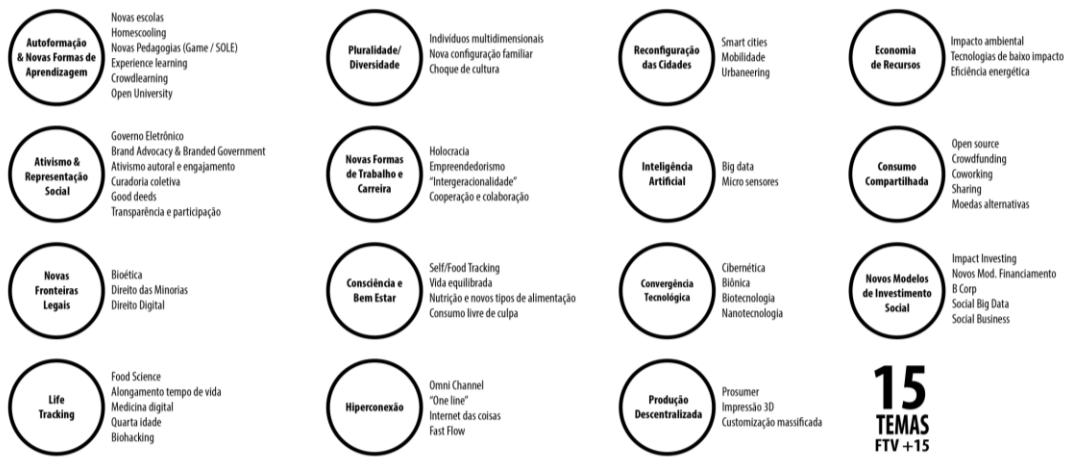 Autoformação
& Novas Formas de
Aprendizagem
Novas escolas
Homescooling
Novas Pedagogias (Game / SOLE)
Experience learning
Crowdlearning
Open University
Pluralidade/
Diversidade
Indivíduos multidimensionais
Nova configuração familiar
Choque de cultura
Reconfiguração
das Cidades
Smart cities
Mobilidade
Urbaneering
Economia
de Recursos
Impacto ambiental
Tecnologias de baixo impacto
Eficiência energética
Ativismo &
Representação
Social
Governo Eletrônico
Brand Advocacy & Branded Government
Ativismo autoral e engajamento
Curadoria coletiva
Good deeds
Transparência e participação
Novas Formas
de Trabalho e
Carreira
Holocracia
Empreendedorismo
"Intergeracionalidade"
Cooperação e colaboração
Inteligência
Artificial
Big data
Micro sensores
Consumo
Compartilhada
Open source
Crowdfunding
Coworking
Sharing
Moedas alternativas
Novas
Fronteiras
Legais
Bioética
Direito das Minorias
Direito Digital
Consciência e
Bem Estar
Self/Food Tracking
Vida equilibrada
Nutrição e novos tipos de alimentação
Consumo livre de culpa
Convergência
Tecnológica
Cibernética
Biônica
Biotecnologia
Nanotecnologia
Novos Modelos
de Investimento
Social
Impact Investing
Novos Mod. Financiamento
B Corp
Social Big Data
Social Business
Life
Tracking
Food Science
Alongamento tempo de vida
Medicina digital
Quarta idade
Biohacking
Hiperconexão
Omni Channel
"One line"
Internet das coisas
Fast Flow
Produção
Descentralizada
Prosumer
Impressão 3D
Customização massificada
15
TEMAS
FTV +15